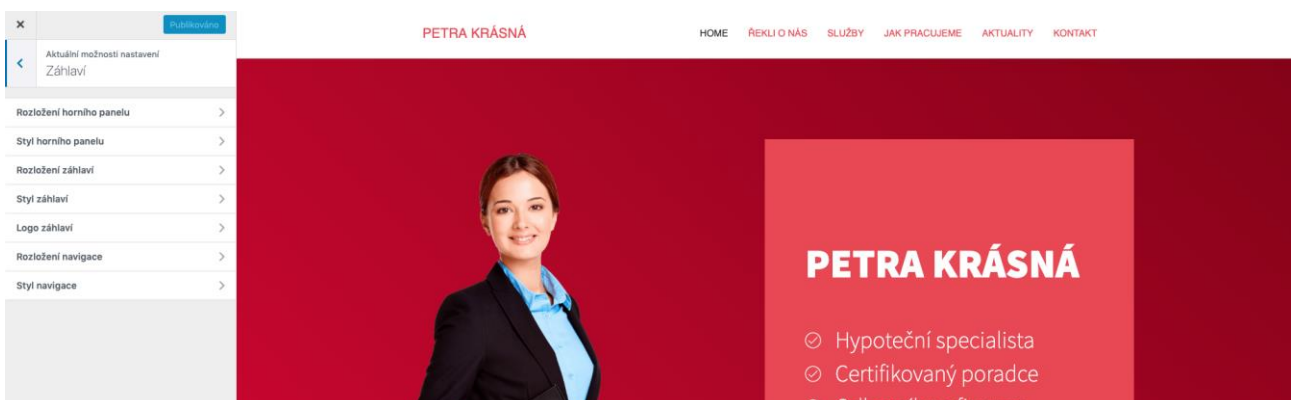 Publikováno
Aktuální možnosti nastavení
Záhlaví
Rozložení horního panelu
Styl horního panelu
Rozložení záhlaví
Styl záhlaví
Logo záhlaví
Rozložení navigace
Styl navigace
PETRA KRÁSNÁ
HOME ŘEKLI O NÁS SLUŽBY JAK PRACUJEME AKTUALITY KONTAKT
PETRA KRÁSNÁ
Hypoteční specialista
Certifikovaný poradce